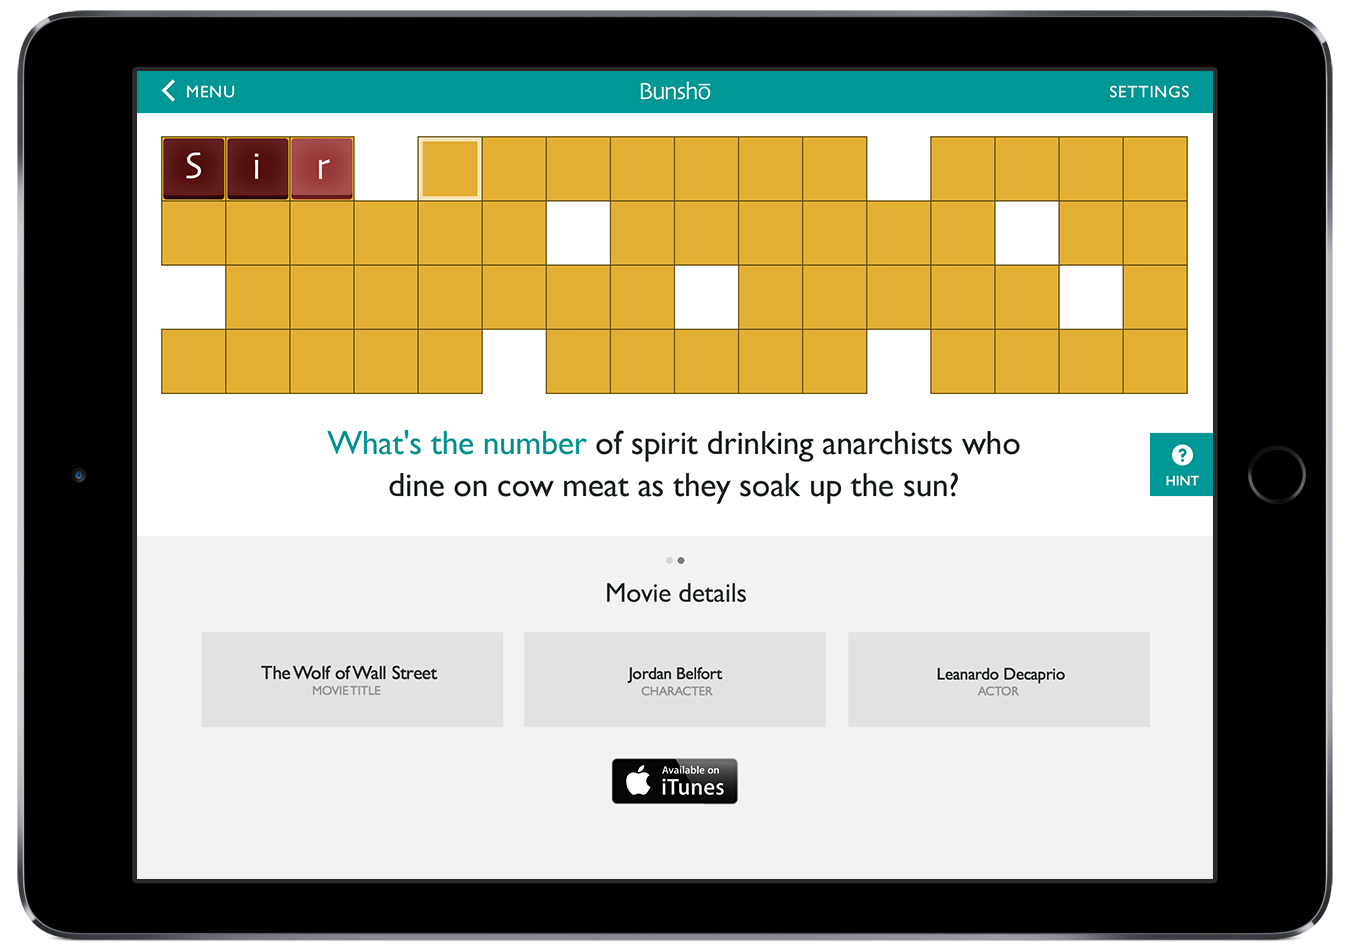 MENU
Bunshō
SETTINGS
S i r
What's the number of spirit drinking anarchists who
dine on cow meat as they soak up the sun?
?
HINT
Movie details
The Wolf of Wall Street
MOVIE TITLE
Jordan Belfort
CHARACTER
Leanardo Decaprio
ACTOR
Available on
iTunes